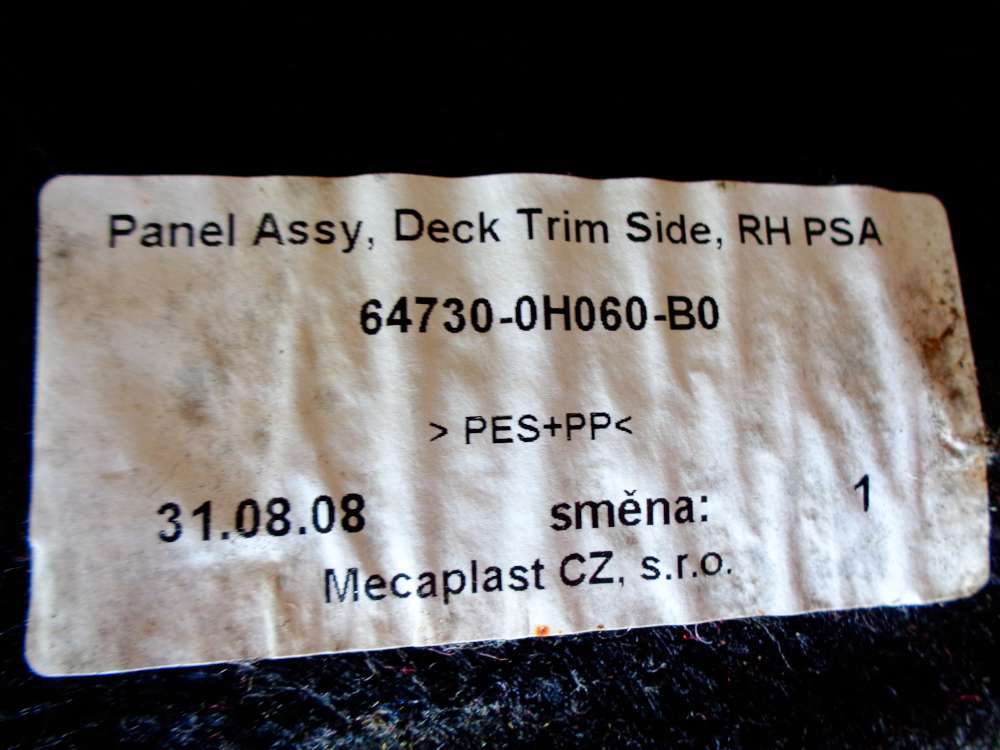 Panel Assy, Deck Trim Side, RH PSA
64730-0H060-B0
> PES+PP<
31.08.08 směna: 1
Mecaplast CZ, s.r.o.